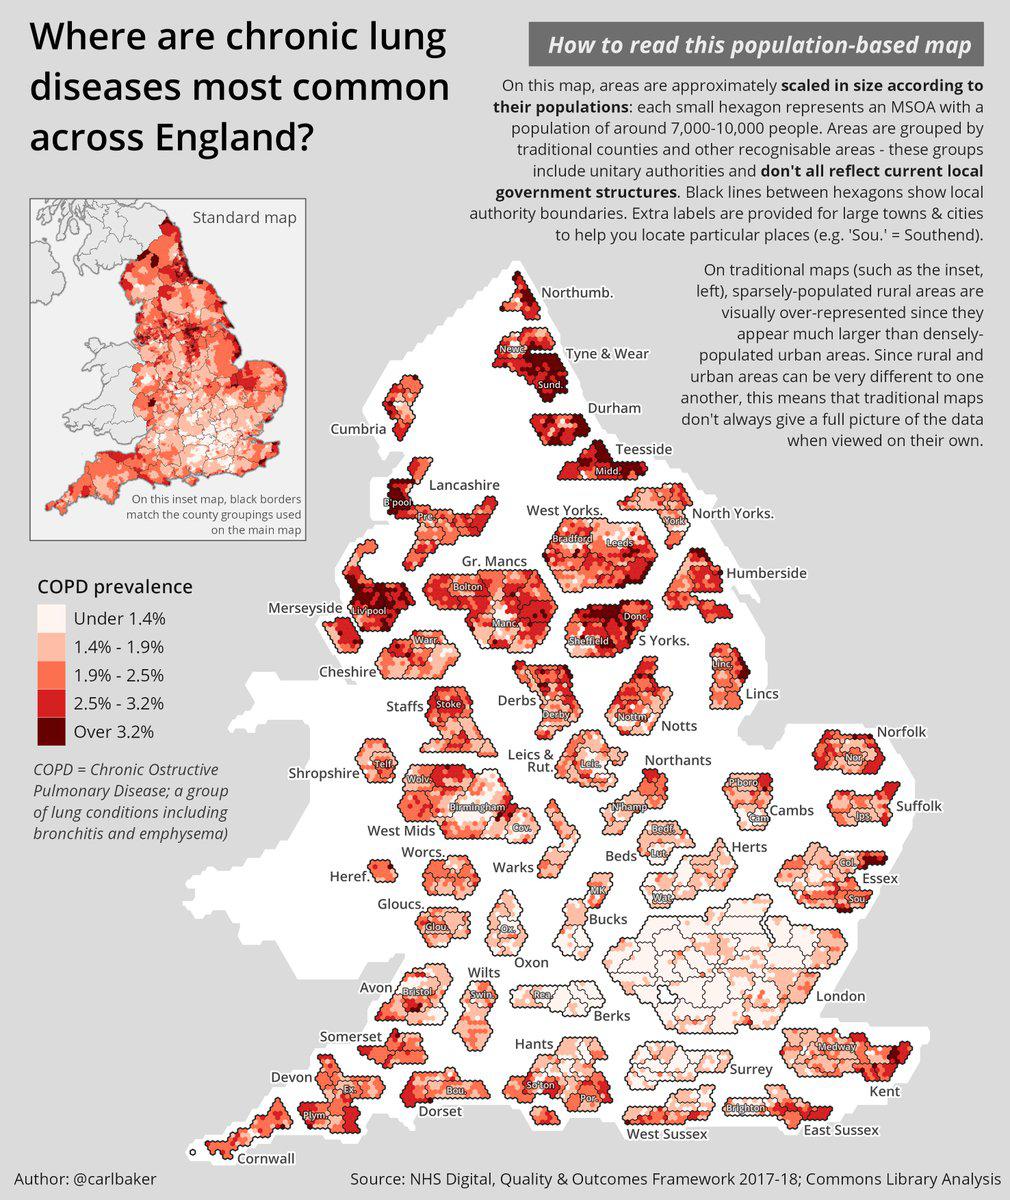 Where are chronic lung
diseases most common
across England?
How to read this population-based map
On this map, areas are approximately scaled in size according to
their populations: each small hexagon represents an MSOA with a
population of around 7,000-10,000 people. Areas are grouped by
traditional counties and other recognisable areas - these groups
include unitary authorities and don't all reflect current local
government structures. Black lines between hexagons show local
authority boundaries. Extra labels are provided for large towns & cities
to help you locate particular places (e.g. 'Sou.' = Southend).
On traditional maps (such as the inset,
left), sparsely-populated rural areas are
visually over-represented since they
appear much larger than densely-
populated urban areas. Since rural and
urban areas can be very different to one
another, this means that traditional maps
don't always give a full picture of the data
when viewed on their own.
Standard map
On this inset map, black borders
match the county groupings used
on the main map
COPD prevalence
Under 1.4%
1.4% - 1.9%
1.9% - 2.5%
2.5% - 3.2%
Over 3.2%
COPD = Chronic Ostructive
Pulmonary Disease; a group
of lung conditions including
bronchitis and emphysema)
Northumb.
Newc.
Tyne & Wear
Sund.
Cumbria
Durham
Teesside
Midd.
Lancashire
B'pool
Pre.
West Yorks.
Bradford
Leeds
North Yorks.
York
Gr. Mancs
Bolton
Manc.
Humberside
Merseyside
Liv'pool
Donc.
Sheffield
S Yorks.
Cheshire
Warr.
Linc.
Lincs
Staffs
Stoke
Derbs
Derby
Nottm
Notts
Norfolk
Nor.
Shropshire
Telf.
Leics &
Rut.
Leic.
Northants
N'hamp
P'boro
Cam
Cambs
Suffolk
Ips.
Wolv.
Birmingham
Cov.
West Mids
Worcs.
Warks
Bedf.
Beds
Lut.
Herts
Wat.
Col.
Essex
Sou.
Heref.
Gloucs.
Glou.
Ox.
Oxon
MK
Bucks
Wilts
Avon
Bristol
Swin.
Rea.
Berks
London
Somerset
Hants
So'ton
Por.
Surrey
Medway
Kent
Devon
Ex.
Plym.
Bou.
Dorset
West Sussex
Brighton
East Sussex
Cornwall
Author: @carlbaker
Source: NHS Digital, Quality & Outcomes Framework 2017-18; Commons Library Analysis